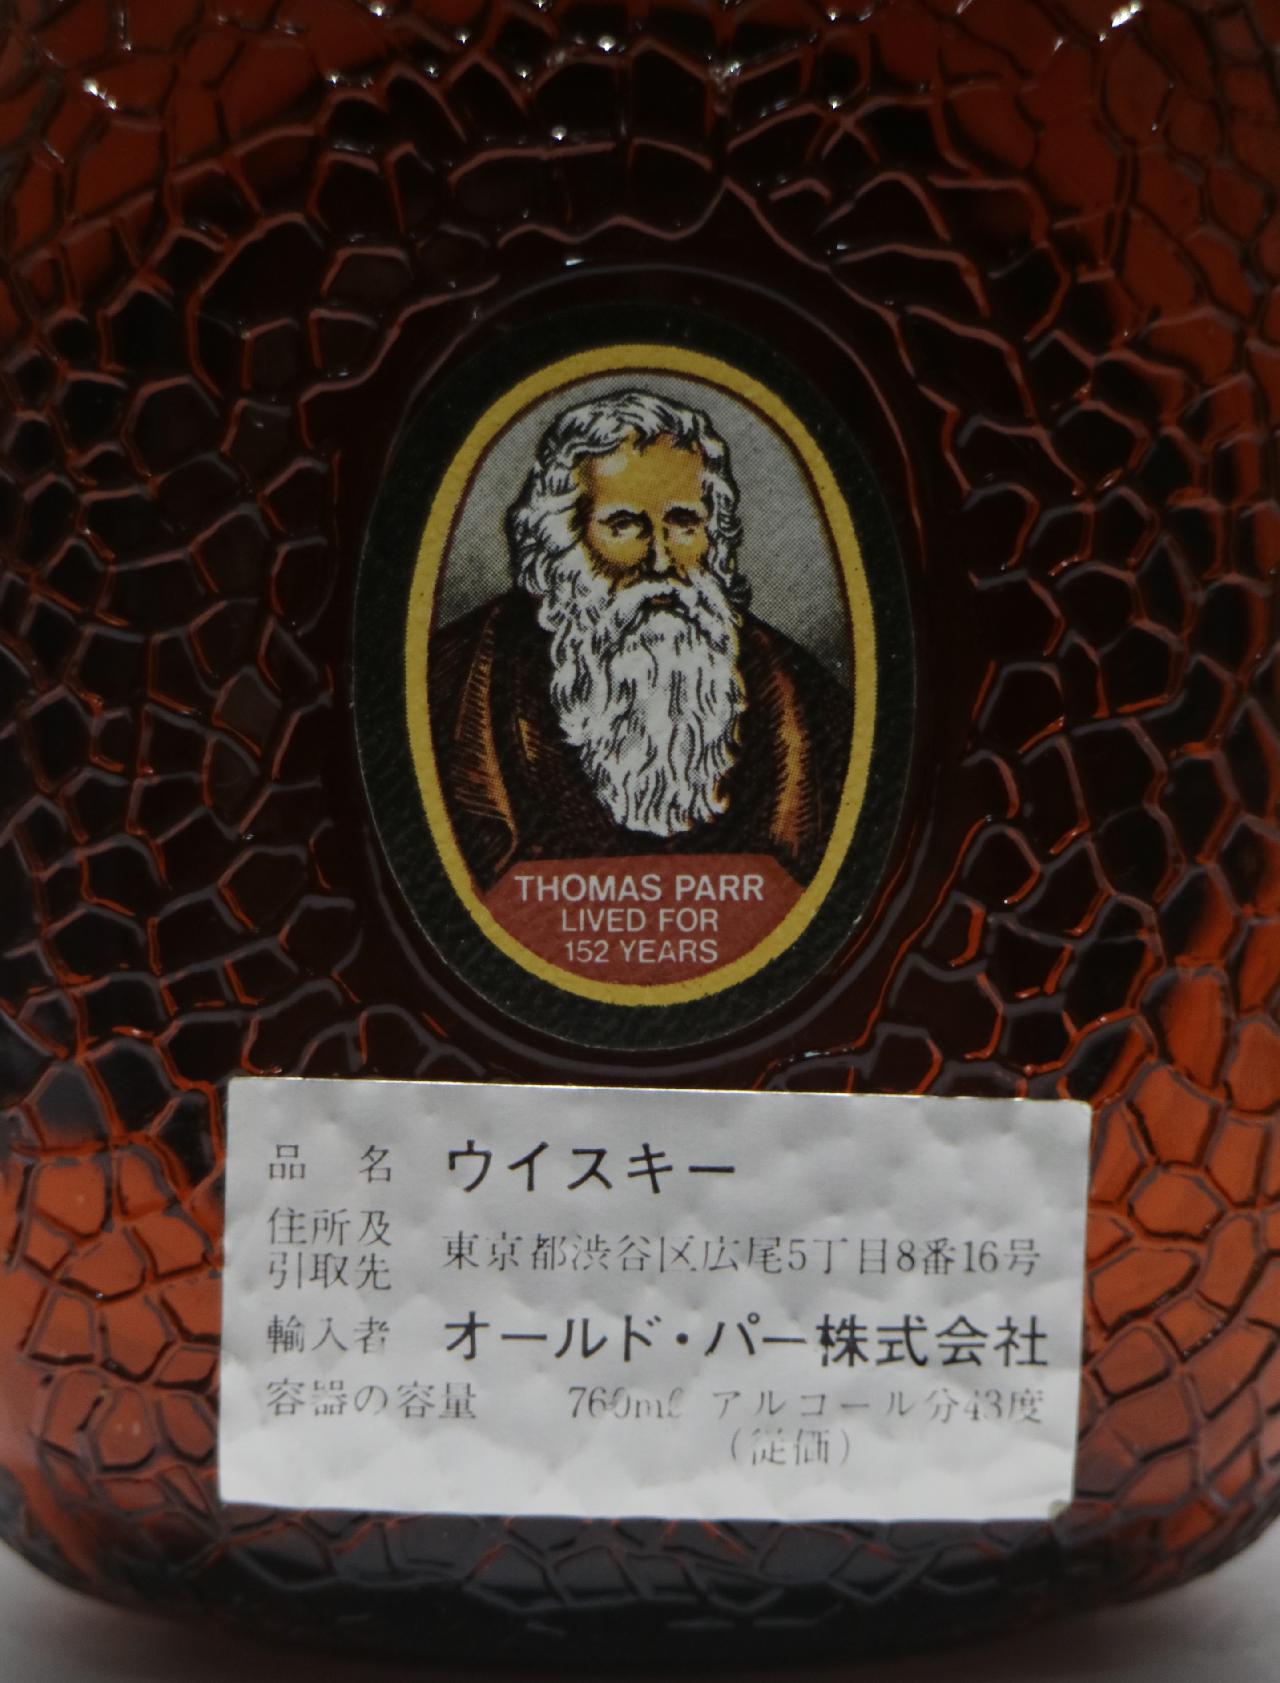 THOMAS PARR
LIVED FOR
152 YEARS
品 名 ウイスキー
住所及
引取先 東京都渋谷区広尾5丁目8番16号
輸入者 オールド・パー株式会社
容器の容量 760mℓ アルコール分43度
(従価)